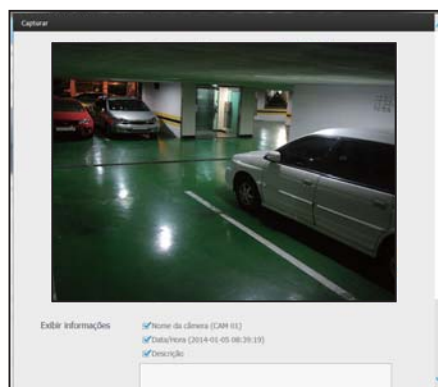 Capturar
Exibir informações
Nome da câmera (CAM 01)
Data/Hora (2014-01-05 08:39:19)
Descrição